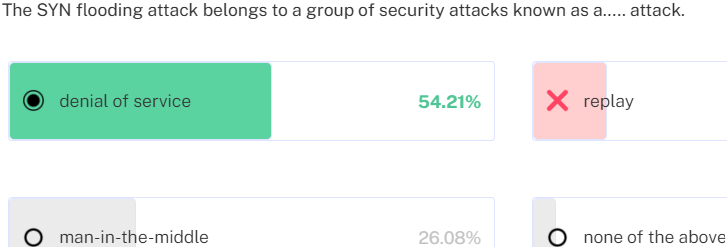 The SYN flooding attack belongs to a group of security attacks known as a..... attack.
denial of service 54.21% replay
man-in-the-middle 26.08% none of the above